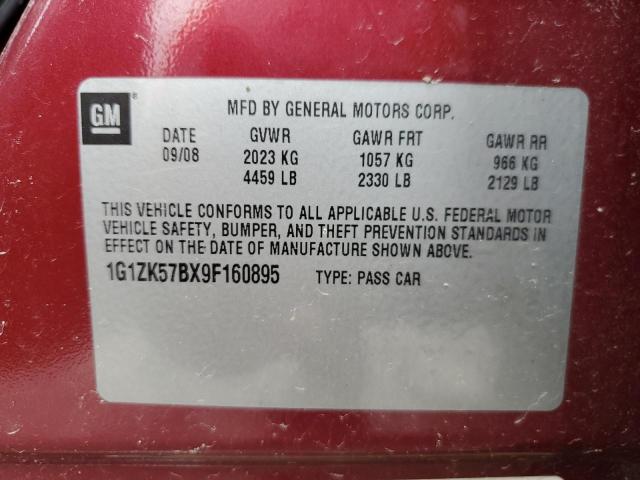 GM ®
MFD BY GENERAL MOTORS CORP.
DATE GVWR GAWR FRT GAWR RR
09/08 2023 KG 1057 KG 966 KG
4459 LB 2330 LB 2129 LB
THIS VEHICLE CONFORMS TO ALL APPLICABLE U.S. FEDERAL MOTOR
VEHICLE SAFETY, BUMPER, AND THEFT PREVENTION STANDARDS IN
EFFECT ON THE DATE OF MANUFACTURE SHOWN ABOVE.
1G1ZK57BX9F160895 TYPE: PASS CAR